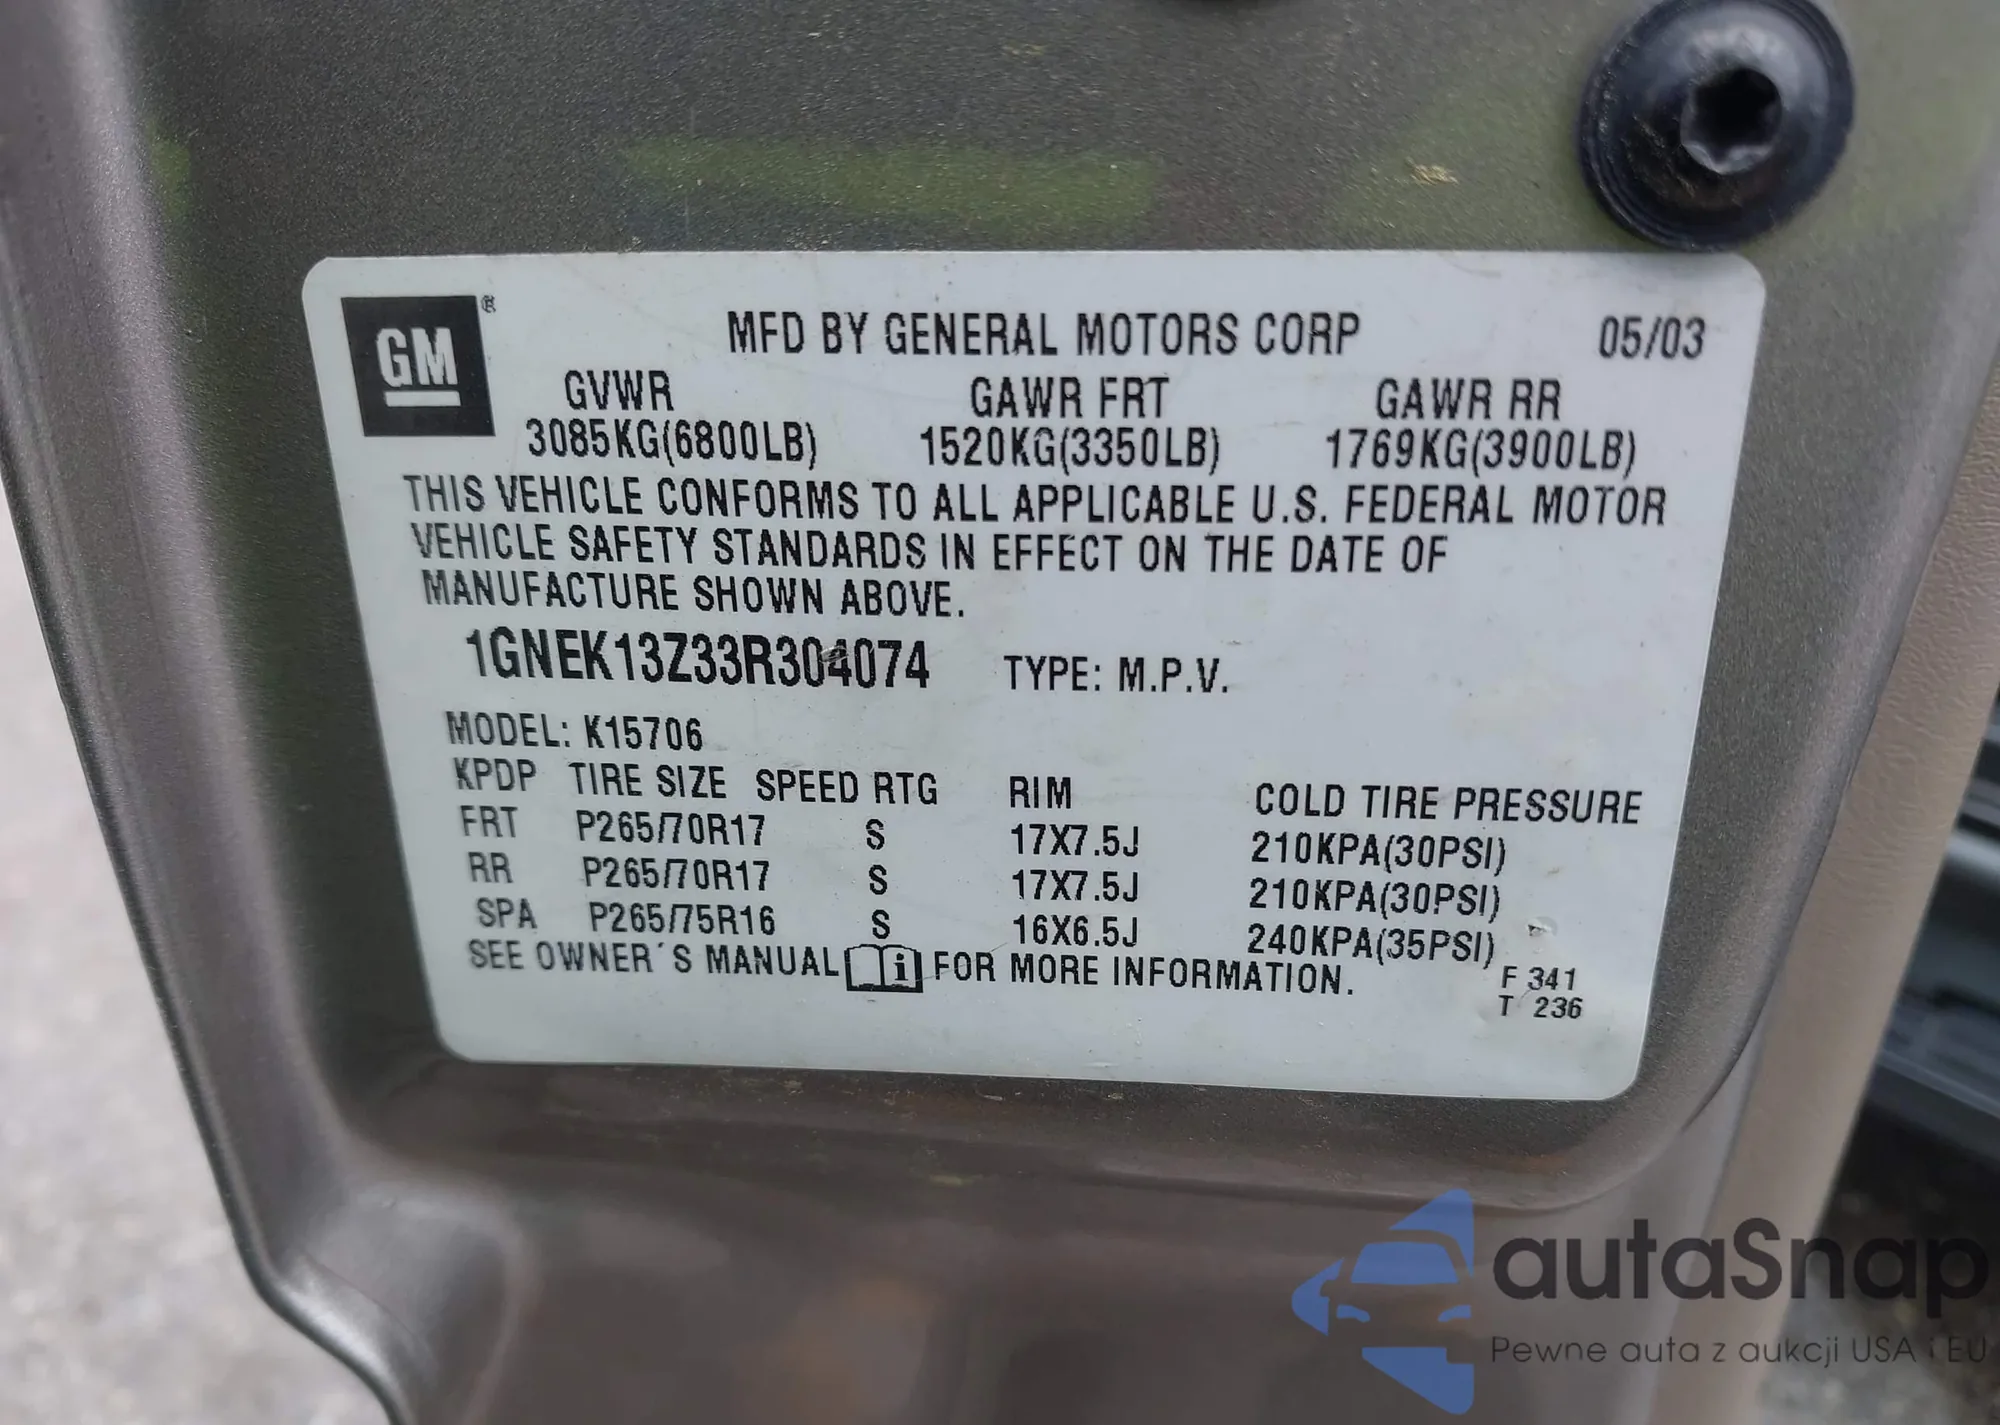 GM®
MFD BY GENERAL MOTORS CORP 05/03
GVWR GAWR FRT GAWR RR
3085KG(6800LB) 1520KG(3350LB) 1769KG(3900LB)
THIS VEHICLE CONFORMS TO ALL APPLICABLE U.S. FEDERAL MOTOR
VEHICLE SAFETY STANDARDS IN EFFECT ON THE DATE OF
MANUFACTURE SHOWN ABOVE.
1GNEK13Z33R304074 TYPE: M.P.V.
MODEL: K15706
KPDP TIRE SIZE SPEED RTG RIM COLD TIRE PRESSURE
FRT P265/70R17 S 17X7.5J 210KPA(30PSI)
RR P265/70R17 S 17X7.5J 210KPA(30PSI)
SPA P265/75R16 S 16X6.5J 240KPA(35PSI)
SEE OWNER´S MANUAL i FOR MORE INFORMATION.
F 341
T 236
autaSnap
Pewne auta z aukcji USA i EU